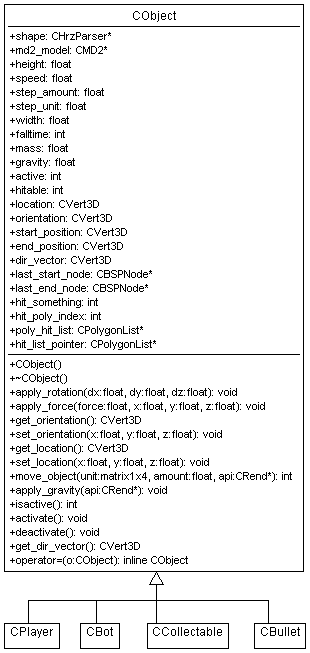 CObject
+shape: CHrzParser*
+md2_model: CMD2*
+height: float
+speed: float
+step_amount: float
+step_unit: float
+width: float
+falltime: int
+mass: float
+gravity: float
+active: int
+hitable: int
+location: CVert3D
+orientation: CVert3D
+start_position: CVert3D
+end_position: CVert3D
+dir_vector: CVert3D
+last_start_node: CBSPNode*
+last_end_node: CBSPNode*
+hit_something: int
+hit_poly_index: int
+poly_hit_list: CPolygonList*
+hit_list_pointer: CPolygonList*
+CObject()
+~CObject()
+apply_rotation(dx:float, dy:float, dz:float): void
+apply_force(force:float, x:float, y:float, z:float): void
+get_orientation(): CVert3D
+set_orientation(x:float, y:float, z:float): void
+get_location(): CVert3D
+set_location(x:float, y:float, z:float): void
+move_object(unit:matrix1x4, amount:float, api:CRend*): int
+apply_gravity(api:CRend*): void
+isactive(): int
+activate(): void
+deactivate(): void
+get_dir_vector(): CVert3D
+operator=(o:CObject): inline CObject
CPlayer
CBot
CCollectable
CBullet